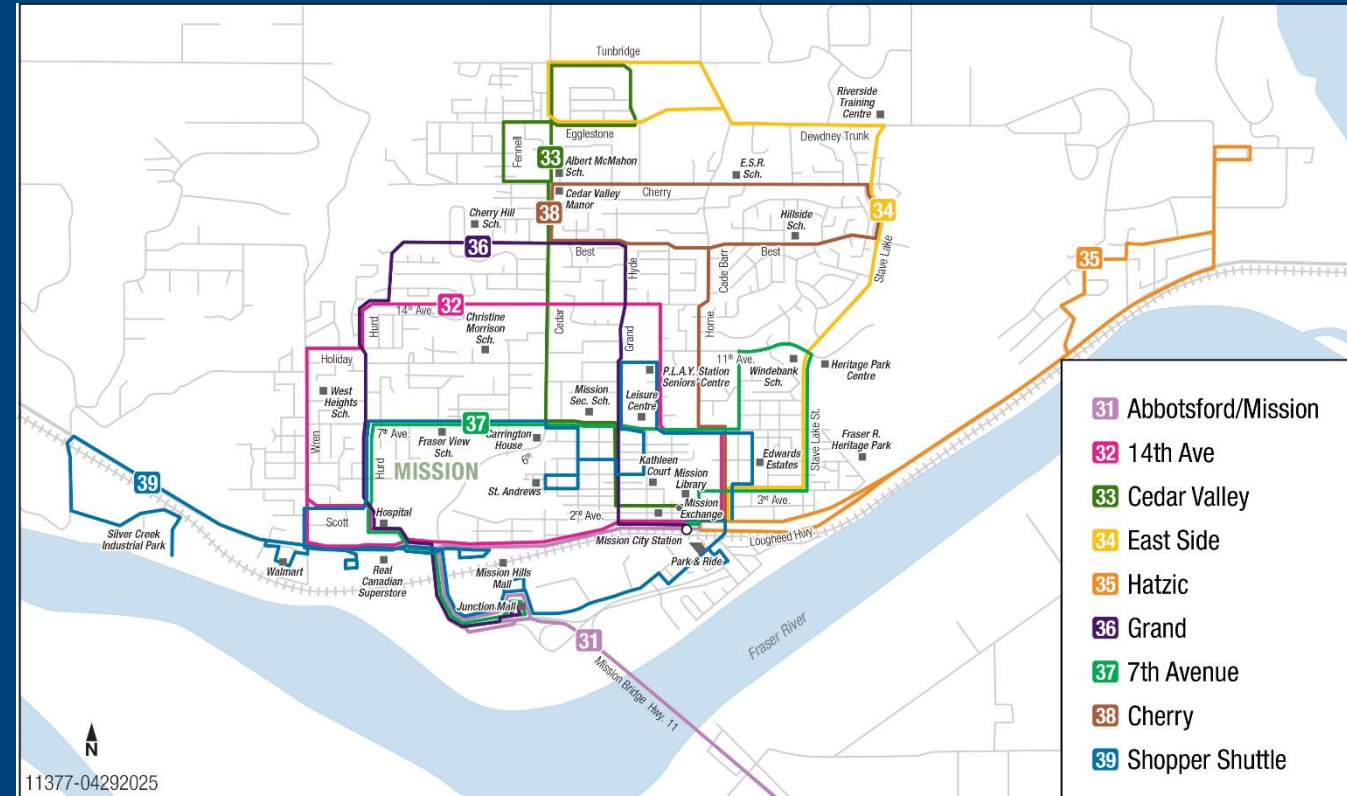 Tunbridge
Riverside
Training
Centre
Egglestone
Dewdney Trunk
Fennell
33
Albert McMahon
Sch.
E.S.R.
Sch.
Cedar Valley
Manor
Cherry
38
34
Cherry Hill
Sch.
Hillside
Sch.
36
Best
Hyde
Cade Barr
Best
Stave Lake
35
32
14th Ave.
Hurd
Christine
Morrison
Sch.
Cedar
Grand
Horne
Holiday
P.L.A.Y. Station
Seniors' Centre
11th Ave.
Windebank
Sch.
Heritage Park
Centre
West
Heights
Sch.
Mission
Sec. Sch.
Leisure
Centre
Stave Lake St.
Wren
7th Ave.
37
Fraser View
Sch.
Carrington
House
6th
Hurd
MISSION
Kathleen
Court
Mission
Library
Edwards
Estates
Fraser R.
Heritage Park
39
St. Andrews
3rd Ave.
Mission
Exchange
Scott
Hospital
2nd Ave.
Silver Creek
Industrial Park
Mission City Station
Lougheed Hwy.
Walmart
Real
Canadian
Superstore
Mission Hills
Mall
Park & Ride
Junction Mall
31
Mission Bridge Hwy. 11
Fraser River
N
11377-04292025
31 Abbotsford/Mission
32 14th Ave
33 Cedar Valley
34 East Side
35 Hatzic
36 Grand
37 7th Avenue
38 Cherry
39 Shopper Shuttle